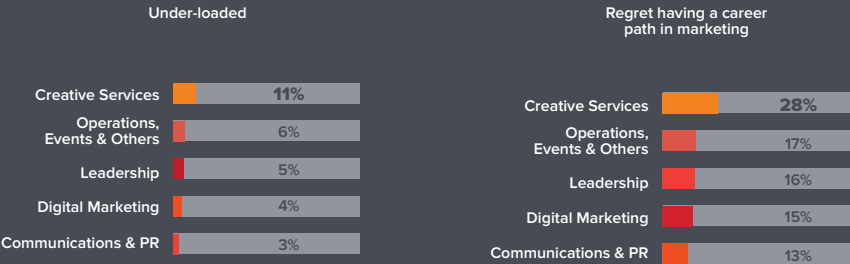 Under-loaded
Creative Services 11%
Operations,
Events & Others 6%
Leadership 5%
Digital Marketing 4%
Communications & PR 3%
Regret having a career
path in marketing
Creative Services 28%
Operations,
Events & Others 17%
Leadership 16%
Digital Marketing 15%
Communications & PR 13%